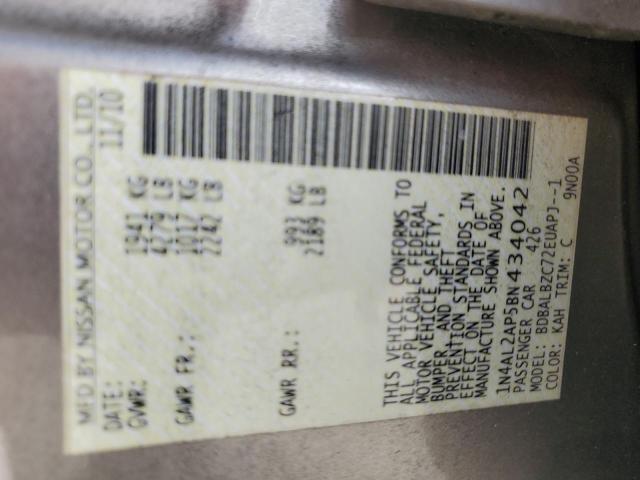 MFD BY NISSAN MOTOR CO., LTD.
DATE: 11/10
GVWR: 1941 KG
4279 LB
GAWR FR.: 1017 KG
2242 LB
GAWR RR.: 993 KG
2189 LB
THIS VEHICLE CONFORMS TO
ALL APPLICABLE FEDERAL
MOTOR VEHICLE SAFETY,
BUMPER, AND THEFT
PREVENTION STANDARDS IN
EFFECT ON THE DATE OF
MANUFACTURE SHOWN ABOVE.
1N4AL2AP5BN434042
PASSENGER CAR 426
MODEL: BDBALBZC72EUAPJ--1
COLOR: KAH TRIM: C 9N00A